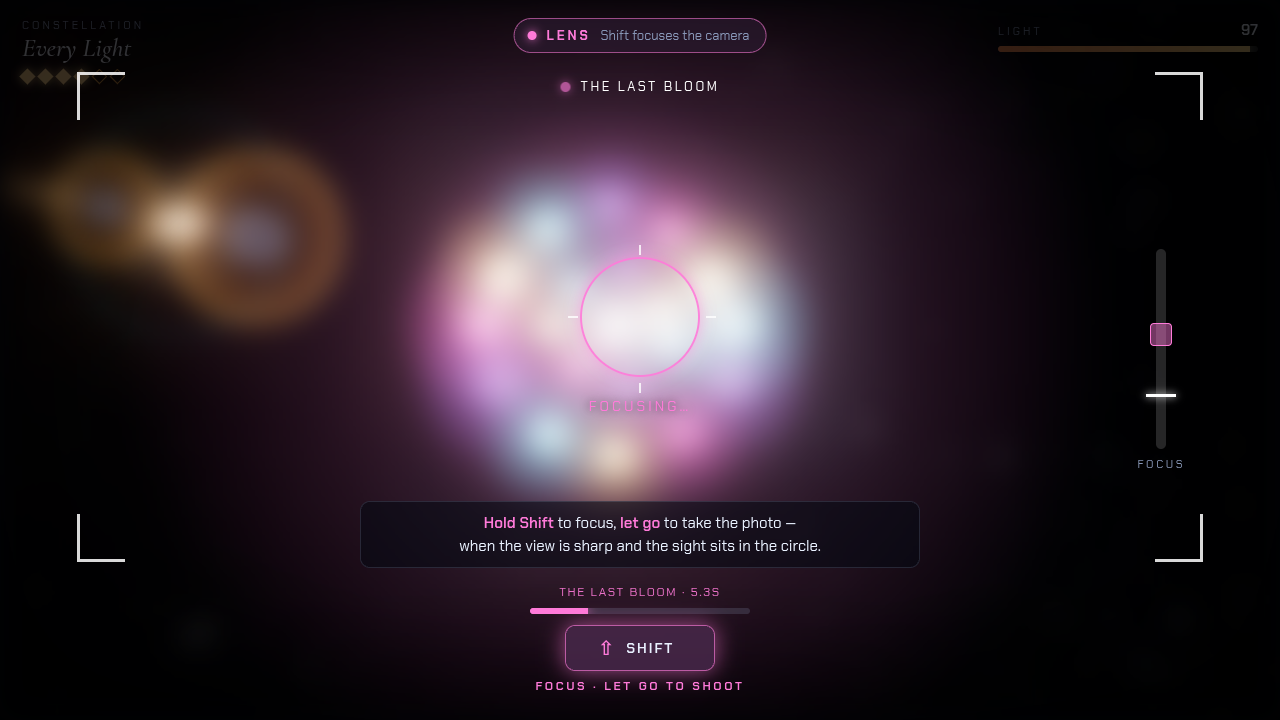 CONSTELLATION
Every Light
LENS Shift focuses the camera
LIGHT 97
THE LAST BLOOM
FOCUSING…
FOCUS
Hold Shift to focus, let go to take the photo —
when the view is sharp and the sight sits in the circle.
THE LAST BLOOM · 5.3S
⇧ SHIFT
FOCUS · LET GO TO SHOOT